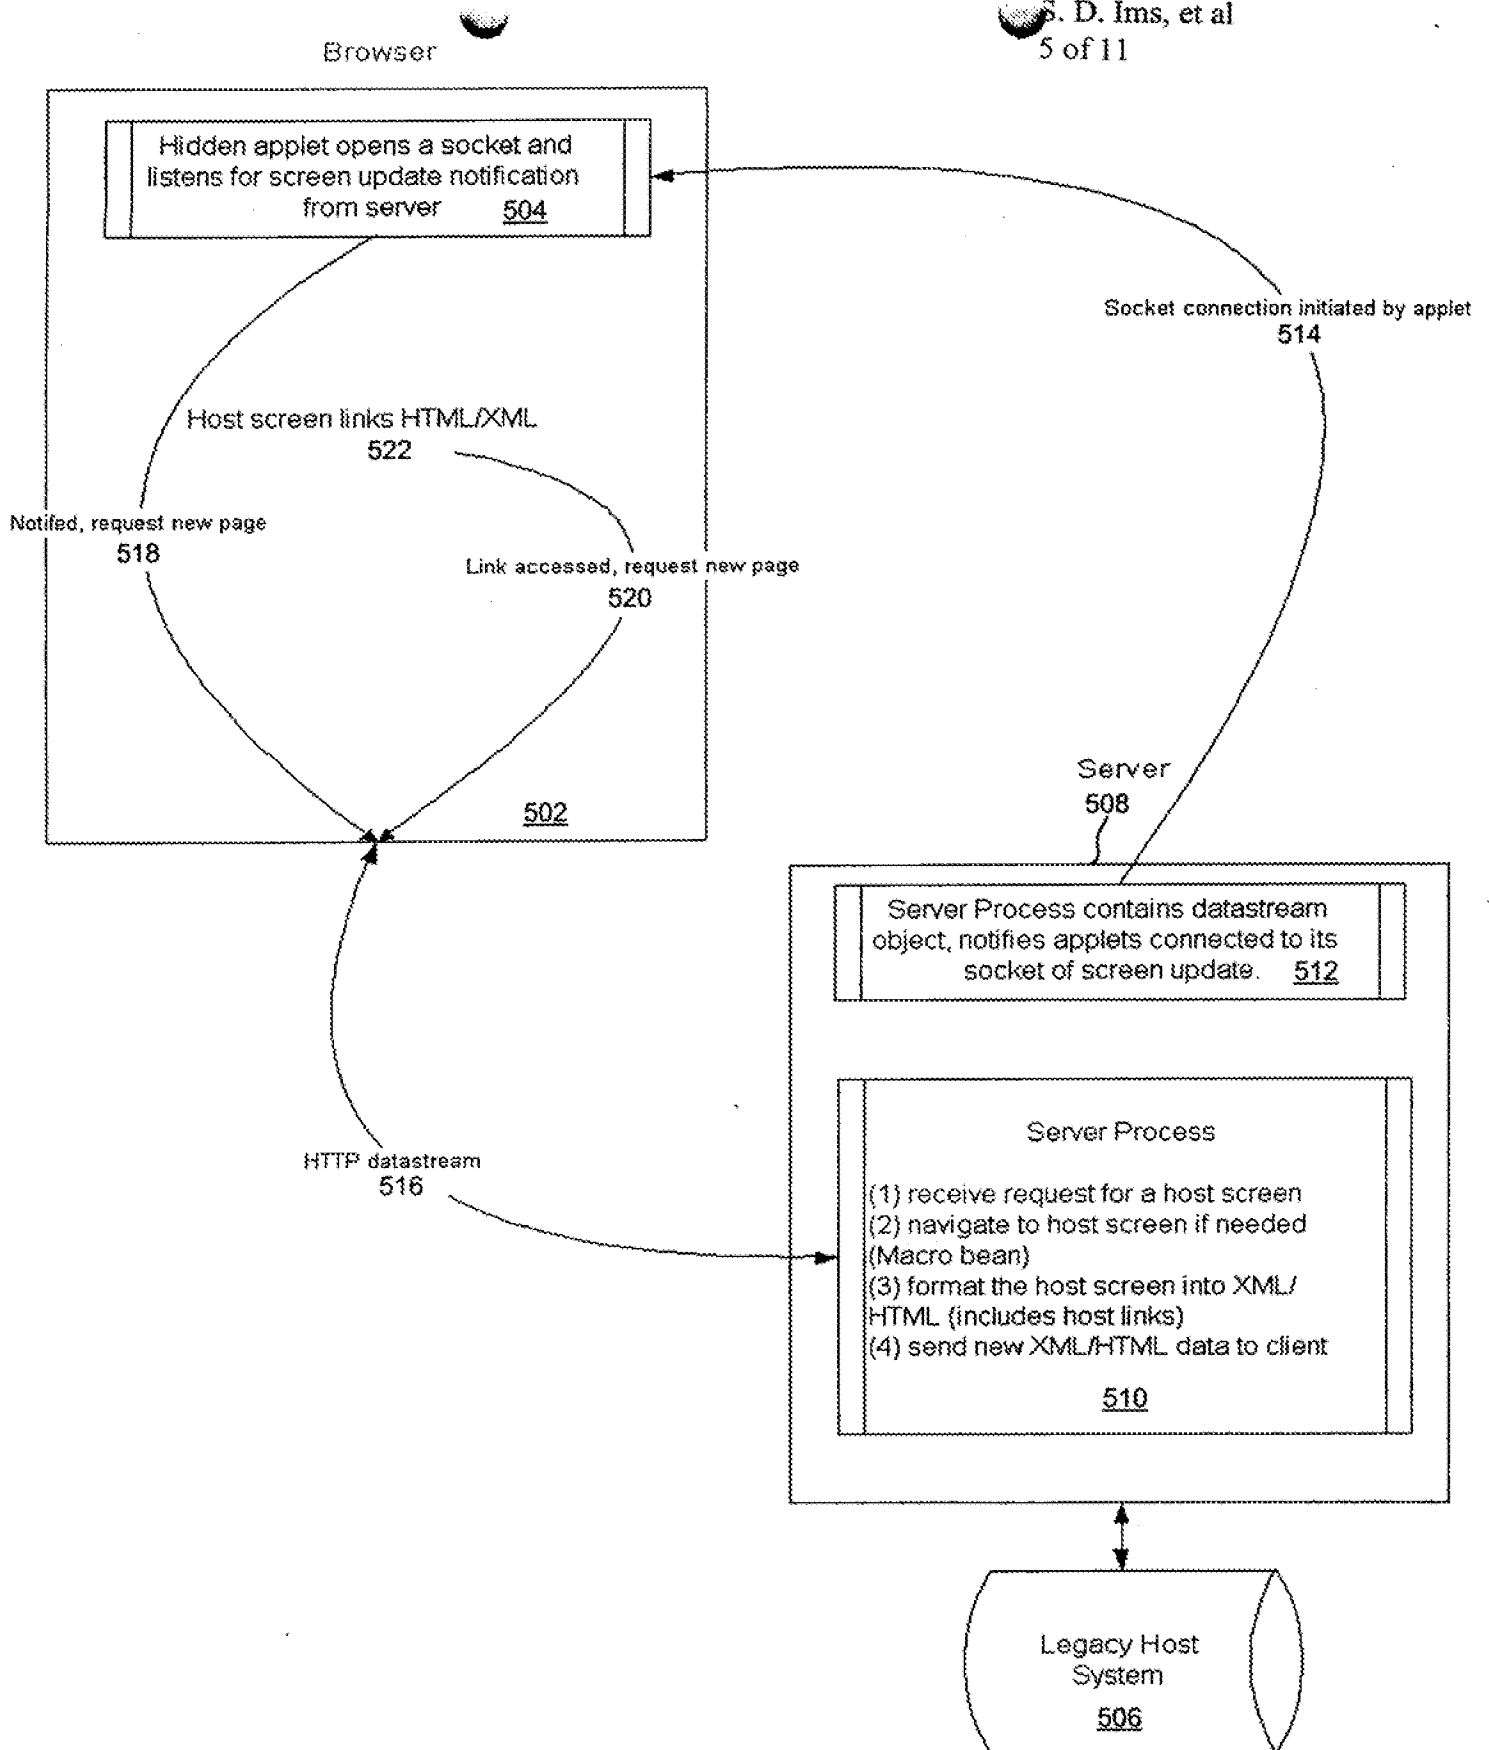 S. D. Ims, et al
5 of 11
Browser
Hidden applet opens a socket and
listens for screen update notification
from server 504
Socket connection initiated by applet
514
Host screen links HTML/XML
522
Notifed, request new page
518
Link accessed, request new page
520
502
Server
508
Server Process contains datastream
object, notifies applets connected to its
socket of screen update. 512
HTTP datastream
516
Server Process
(1) receive request for a host screen
(2) navigate to host screen if needed
(Macro bean)
(3) format the host screen into XML/
HTML (includes host links)
(4) send new XML/HTML data to client
510
Legacy Host
System
506